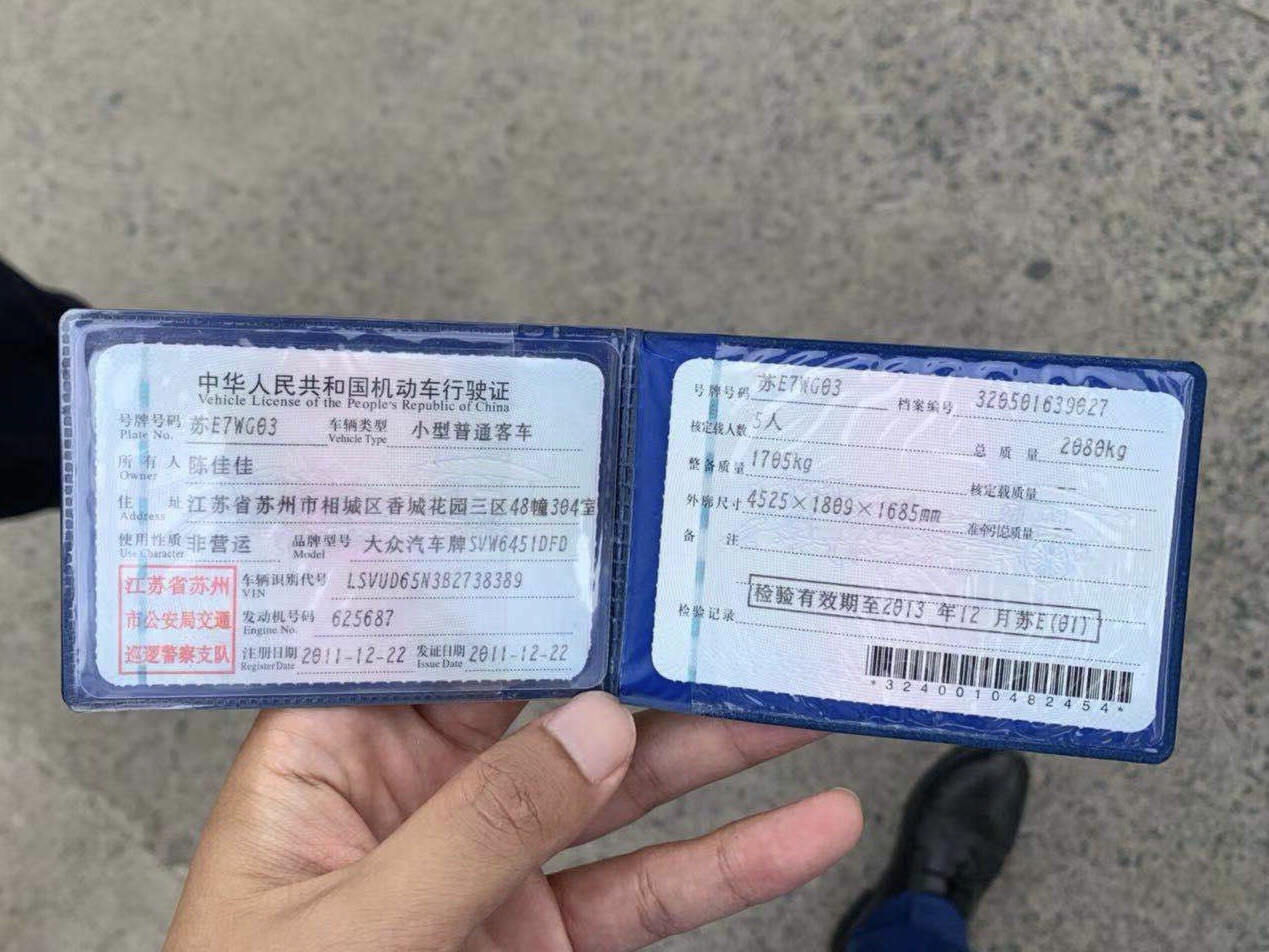 中华人民共和国机动车行驶证
Vehicle License of the People's Republic of China
号牌号码 苏E7WG03 车辆类型 小型普通客车
Plate No. Vehicle Type
所有人 陈佳佳
Owner
住址 江苏省苏州市相城区香城花园三区48幢304室
Address
使用性质 非营运 品牌型号 大众汽车牌SVW6451DFD
Use Character Model
江苏省苏州
市公安局交通
巡逻警察支队
车辆识别代号 LSVUD65N3B2738389
VIN
发动机号码 625687
Engine No.
注册日期 2011-12-22 发证日期 2011-12-22
Register Date Issue Date
号牌号码 苏E7WG03 档案编号 320501639027
核定载人数 5人 总质量 2080kg
整备质量 1705kg 核定载质量 --
外廓尺寸 4525×1809×1685mm 准牵引总质量 --
备注
检验记录 检验有效期至2013年12月苏E(01)
*3240010482454*